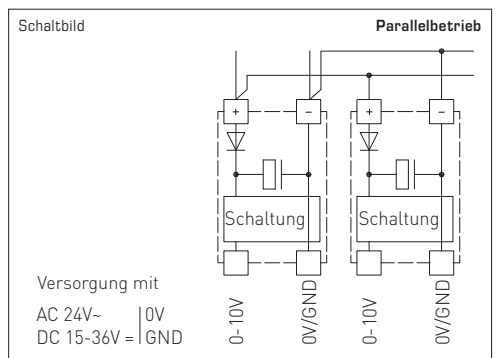 Schaltbild
Parallelbetrieb
+
−
+
−
Schaltung
Schaltung
Versorgung mit
AC 24V~ | 0V
DC 15-36V = | GND
0-10V
0V/GND
0-10V
0V/GND